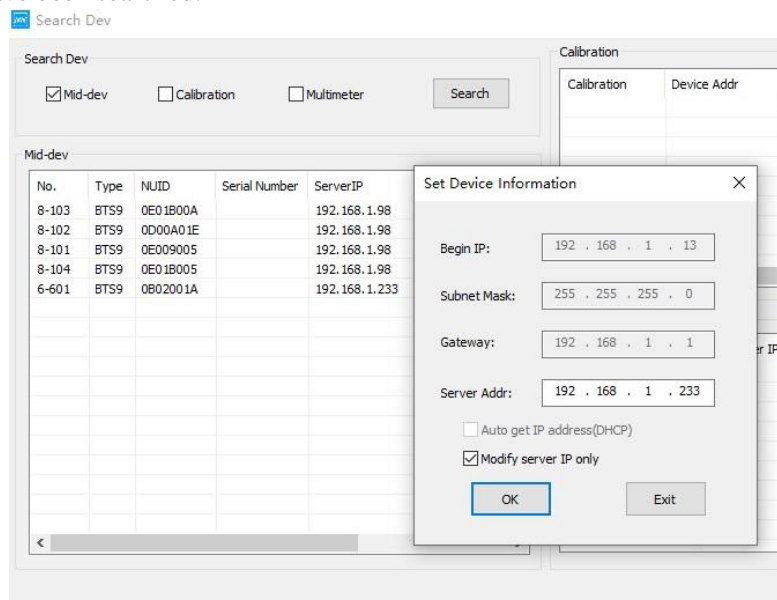 Search Dev
Search Dev
Mid-dev Calibration Multimeter Search
Calibration
Calibration Device Addr
Mid-dev
No. Type NUID Serial Number ServerIP
8-103 BTS9 0E01B00A 192.168.1.98
8-102 BTS9 0D00A01E 192.168.1.98
8-101 BTS9 0E009005 192.168.1.98
8-104 BTS9 0E01B005 192.168.1.98
6-601 BTS9 0B02001A 192.168.1.233
Set Device Information
Begin IP: 192 . 168 . 1 . 13
Subnet Mask: 255 . 255 . 255 . 0
Gateway: 192 . 168 . 1 . 1
Server Addr: 192 . 168 . 1 . 233
Auto get IP address(DHCP)
Modify server IP only
OK Exit